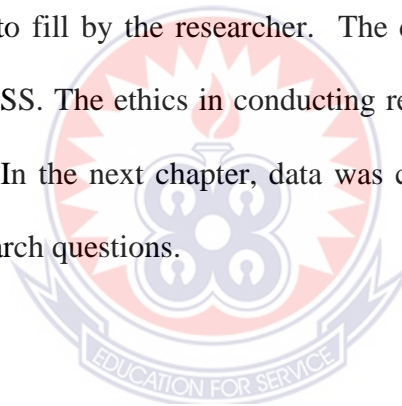 to fill by the researcher. The
SS. The ethics in conducting re
In the next chapter, data was c
arch questions.
EDUCATION FOR SERVICE